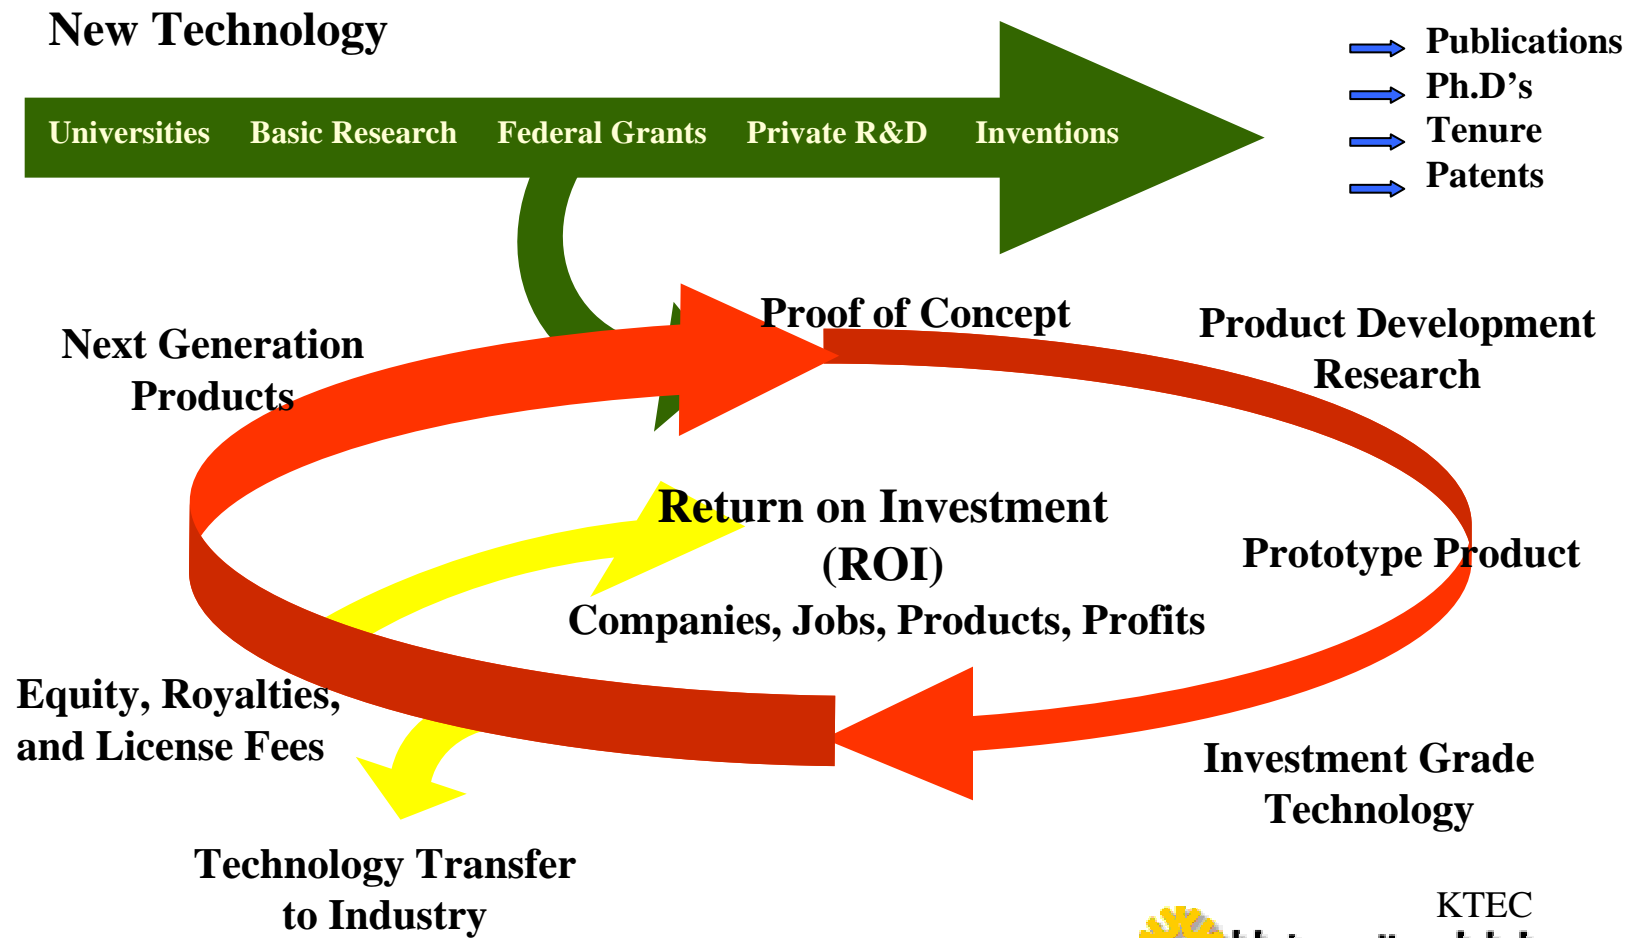 New Technology
Publications
Ph.D’s
Tenure
Patents
Universities Basic Research Federal Grants Private R&D Inventions
Proof of Concept
Product Development
Research
Next Generation
Products
Return on Investment
(ROI)
Companies, Jobs, Products, Profits
Prototype Product
Equity, Royalties,
and License Fees
Investment Grade
Technology
Technology Transfer
to Industry
KTEC